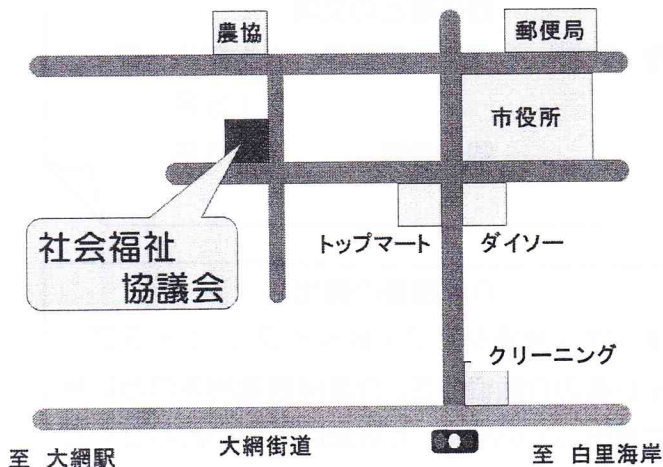 農協
郵便局
市役所
社会福祉
協議会
トップマート
ダイソー
クリーニング
大網街道
至 大網駅
至 白里海岸